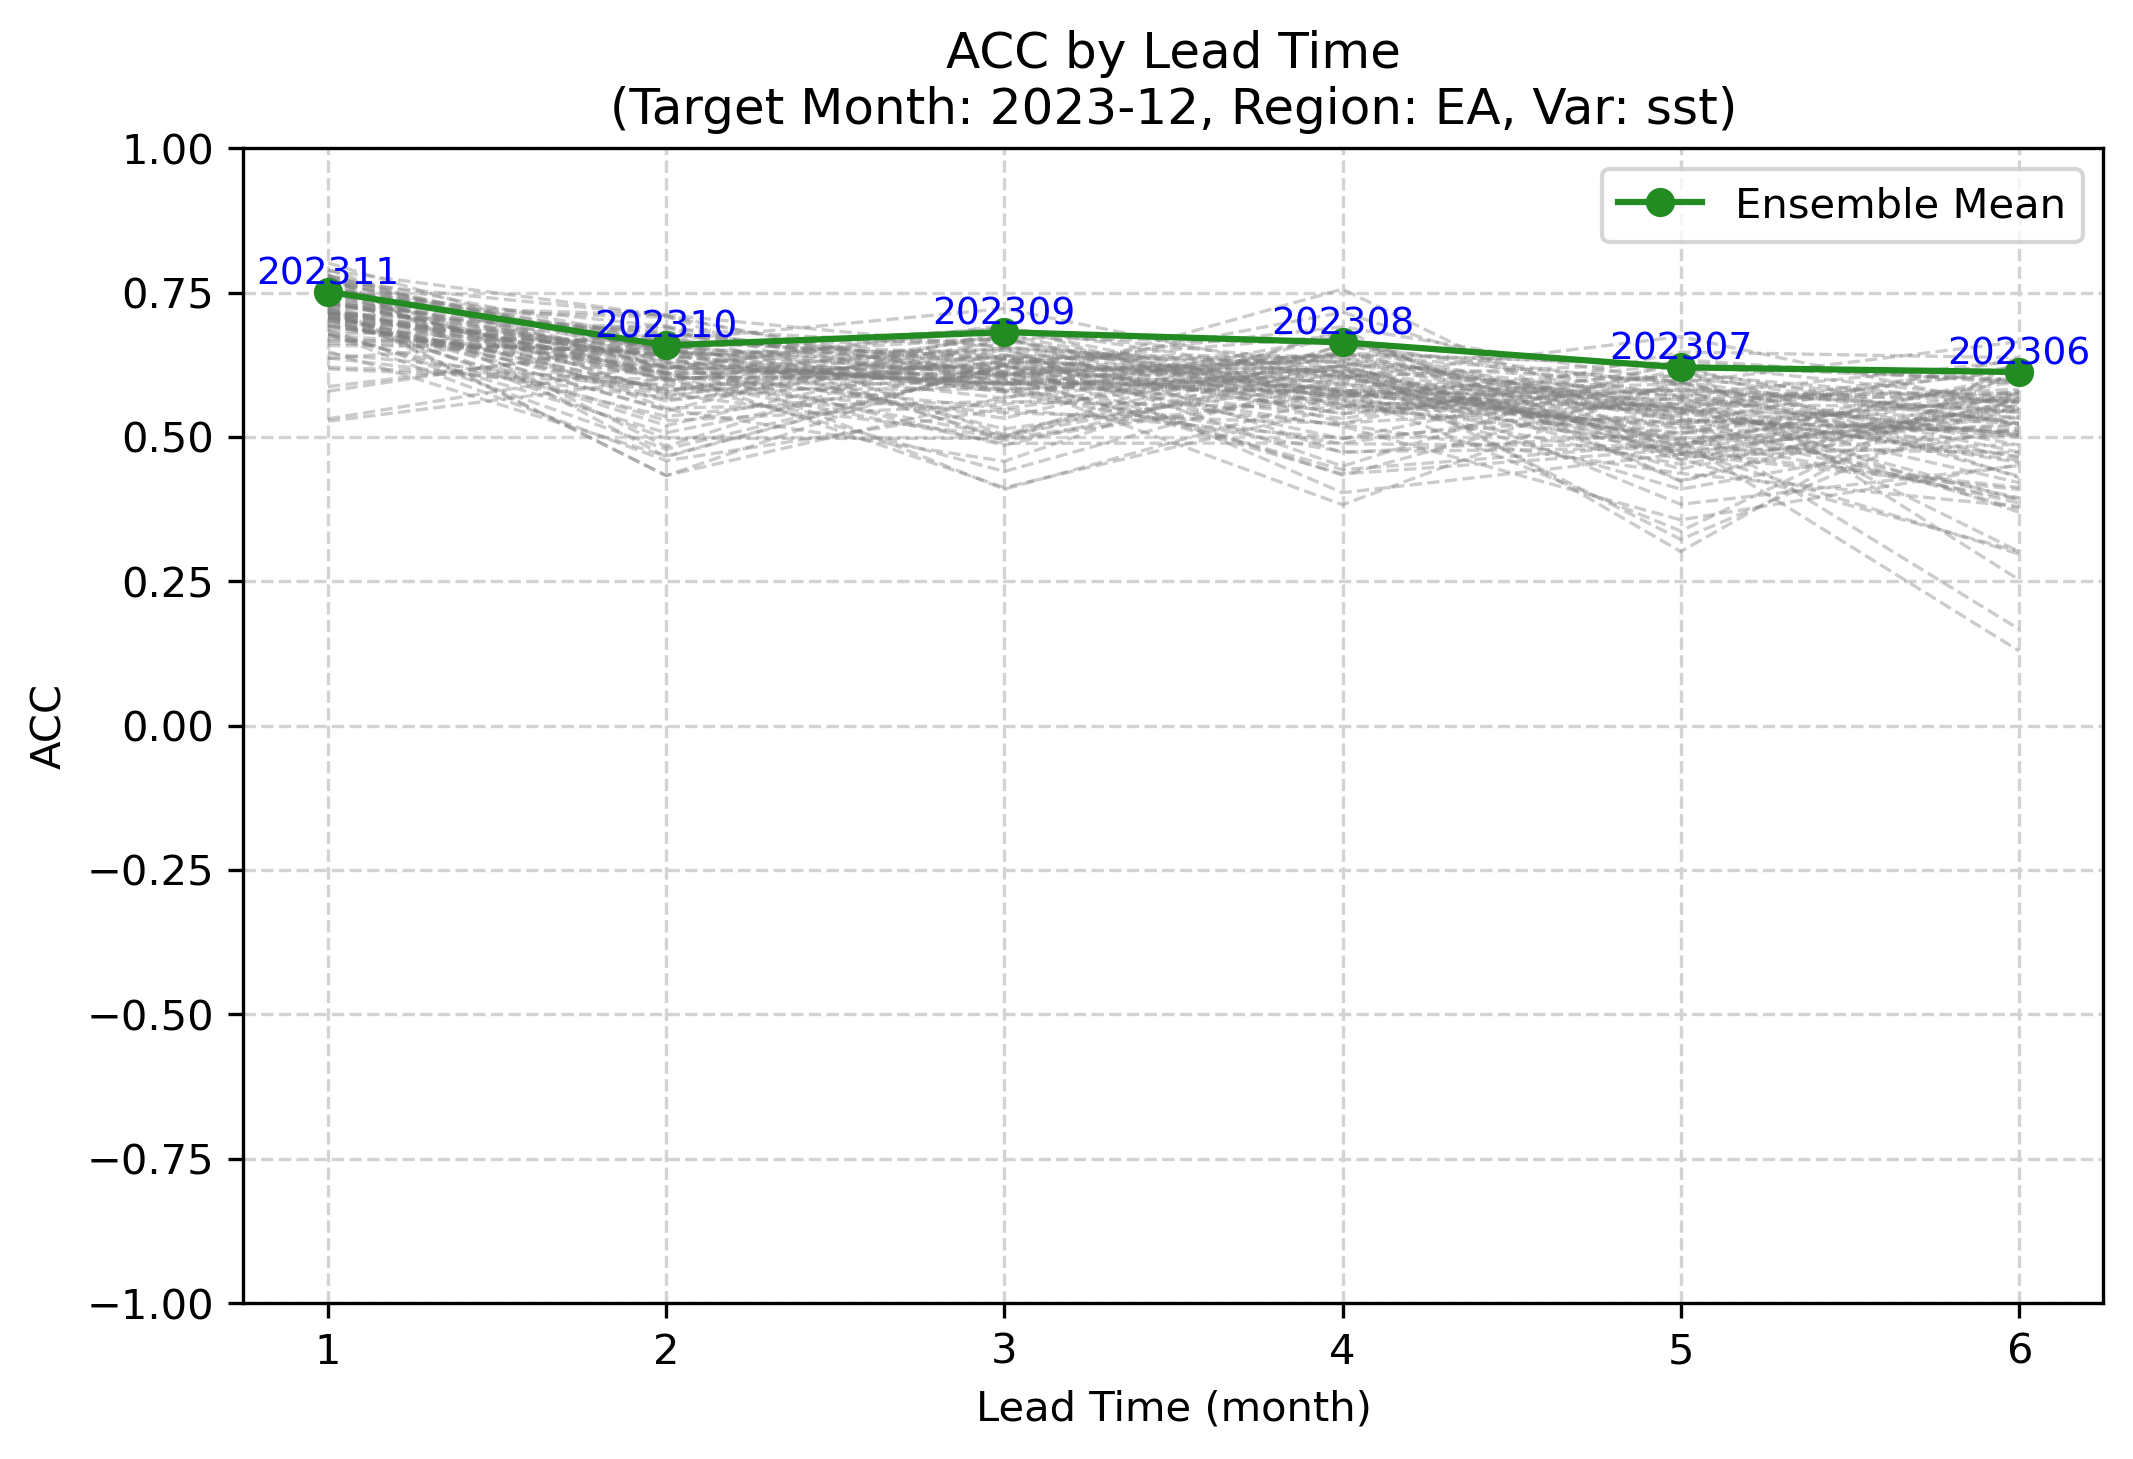 ACC by Lead Time
(Target Month: 2023-12, Region: EA, Var: sst)
Ensemble Mean
202311
202310
202309
202308
202307
202306
ACC
1.00
0.75
0.50
0.25
0.00
−0.25
−0.50
−0.75
−1.00
1 2 3 4 5 6
Lead Time (month)